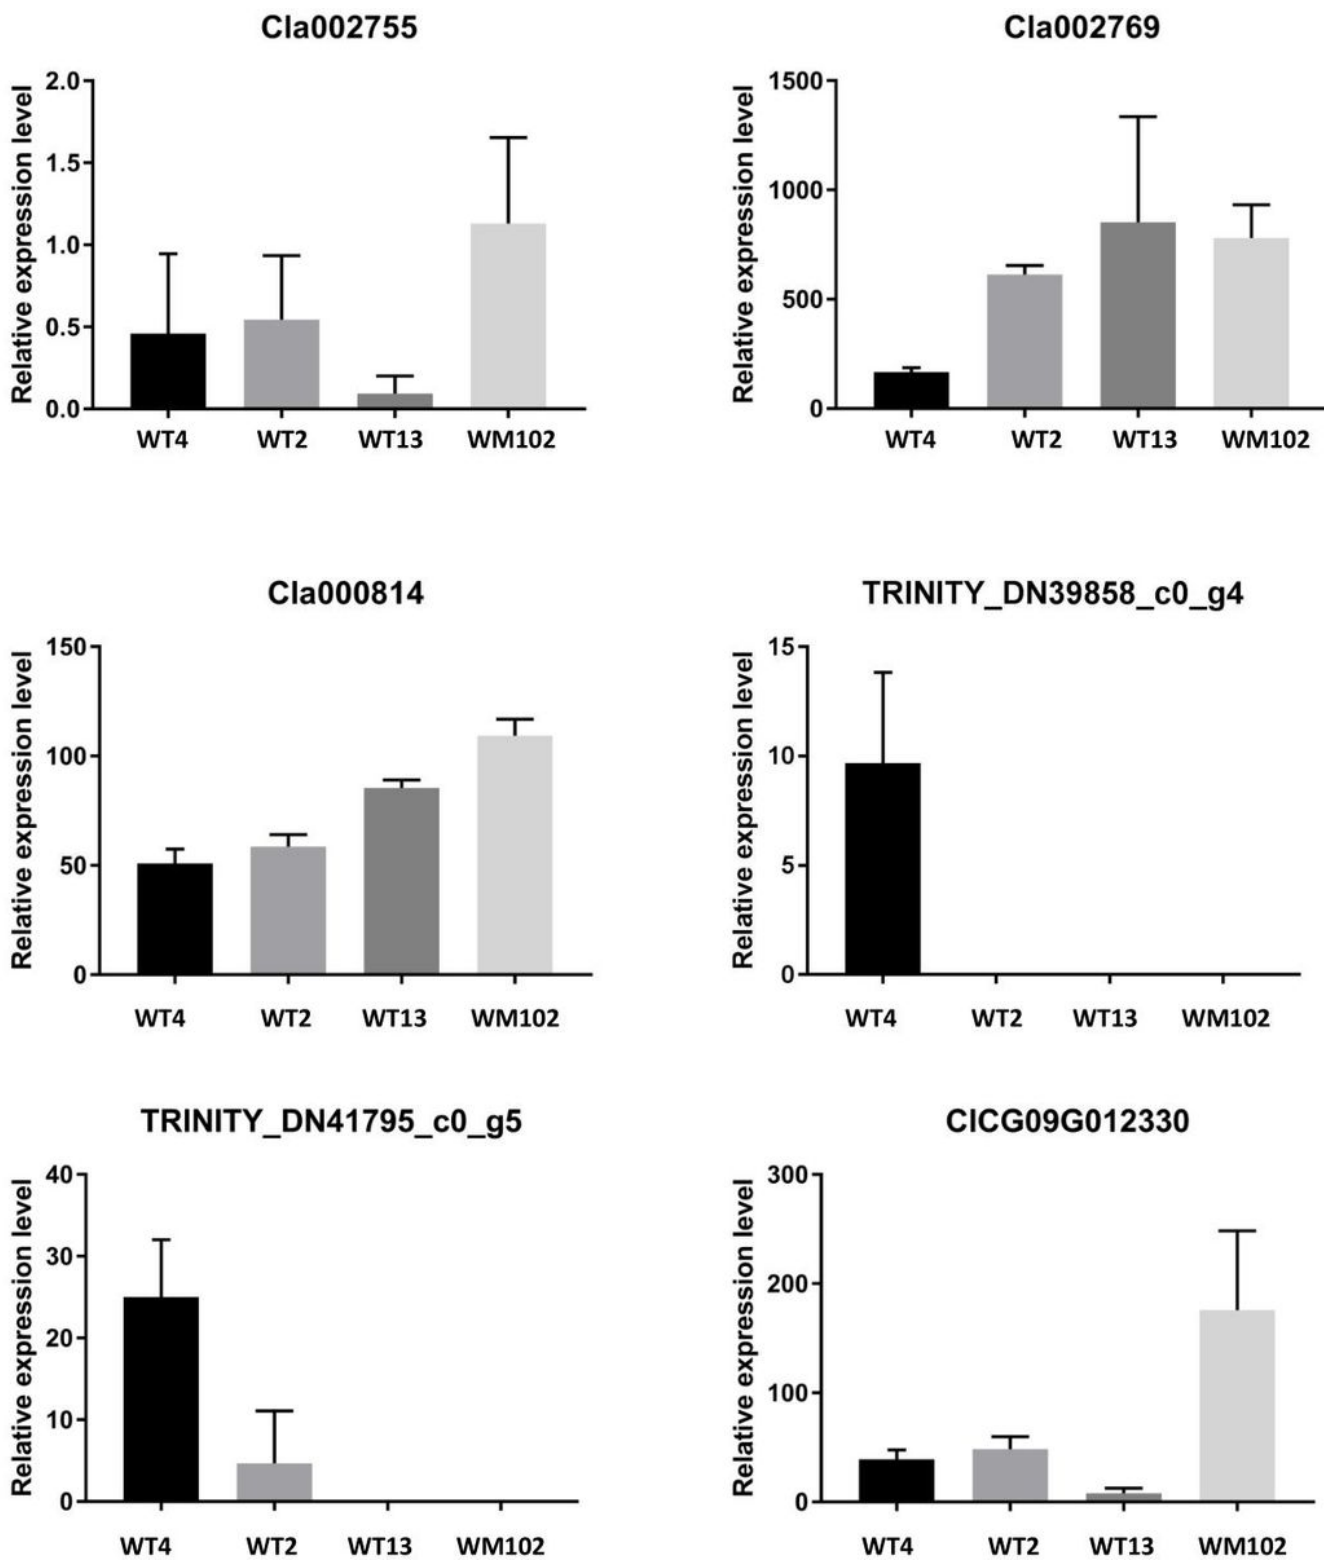 Cla002755
Relative expression level
2.0
1.5
1.0
0.5
0.0
WT4 WT2 WT13 WM102
Cla002769
Relative expression level
1500
1000
500
0
WT4 WT2 WT13 WM102
Cla000814
Relative expression level
150
100
50
0
WT4 WT2 WT13 WM102
TRINITY_DN39858_c0_g4
Relative expression level
15
10
5
0
WT4 WT2 WT13 WM102
TRINITY_DN41795_c0_g5
Relative expression level
40
30
20
10
0
WT4 WT2 WT13 WM102
ClCG09G012330
Relative expression level
300
200
100
0
WT4 WT2 WT13 WM102